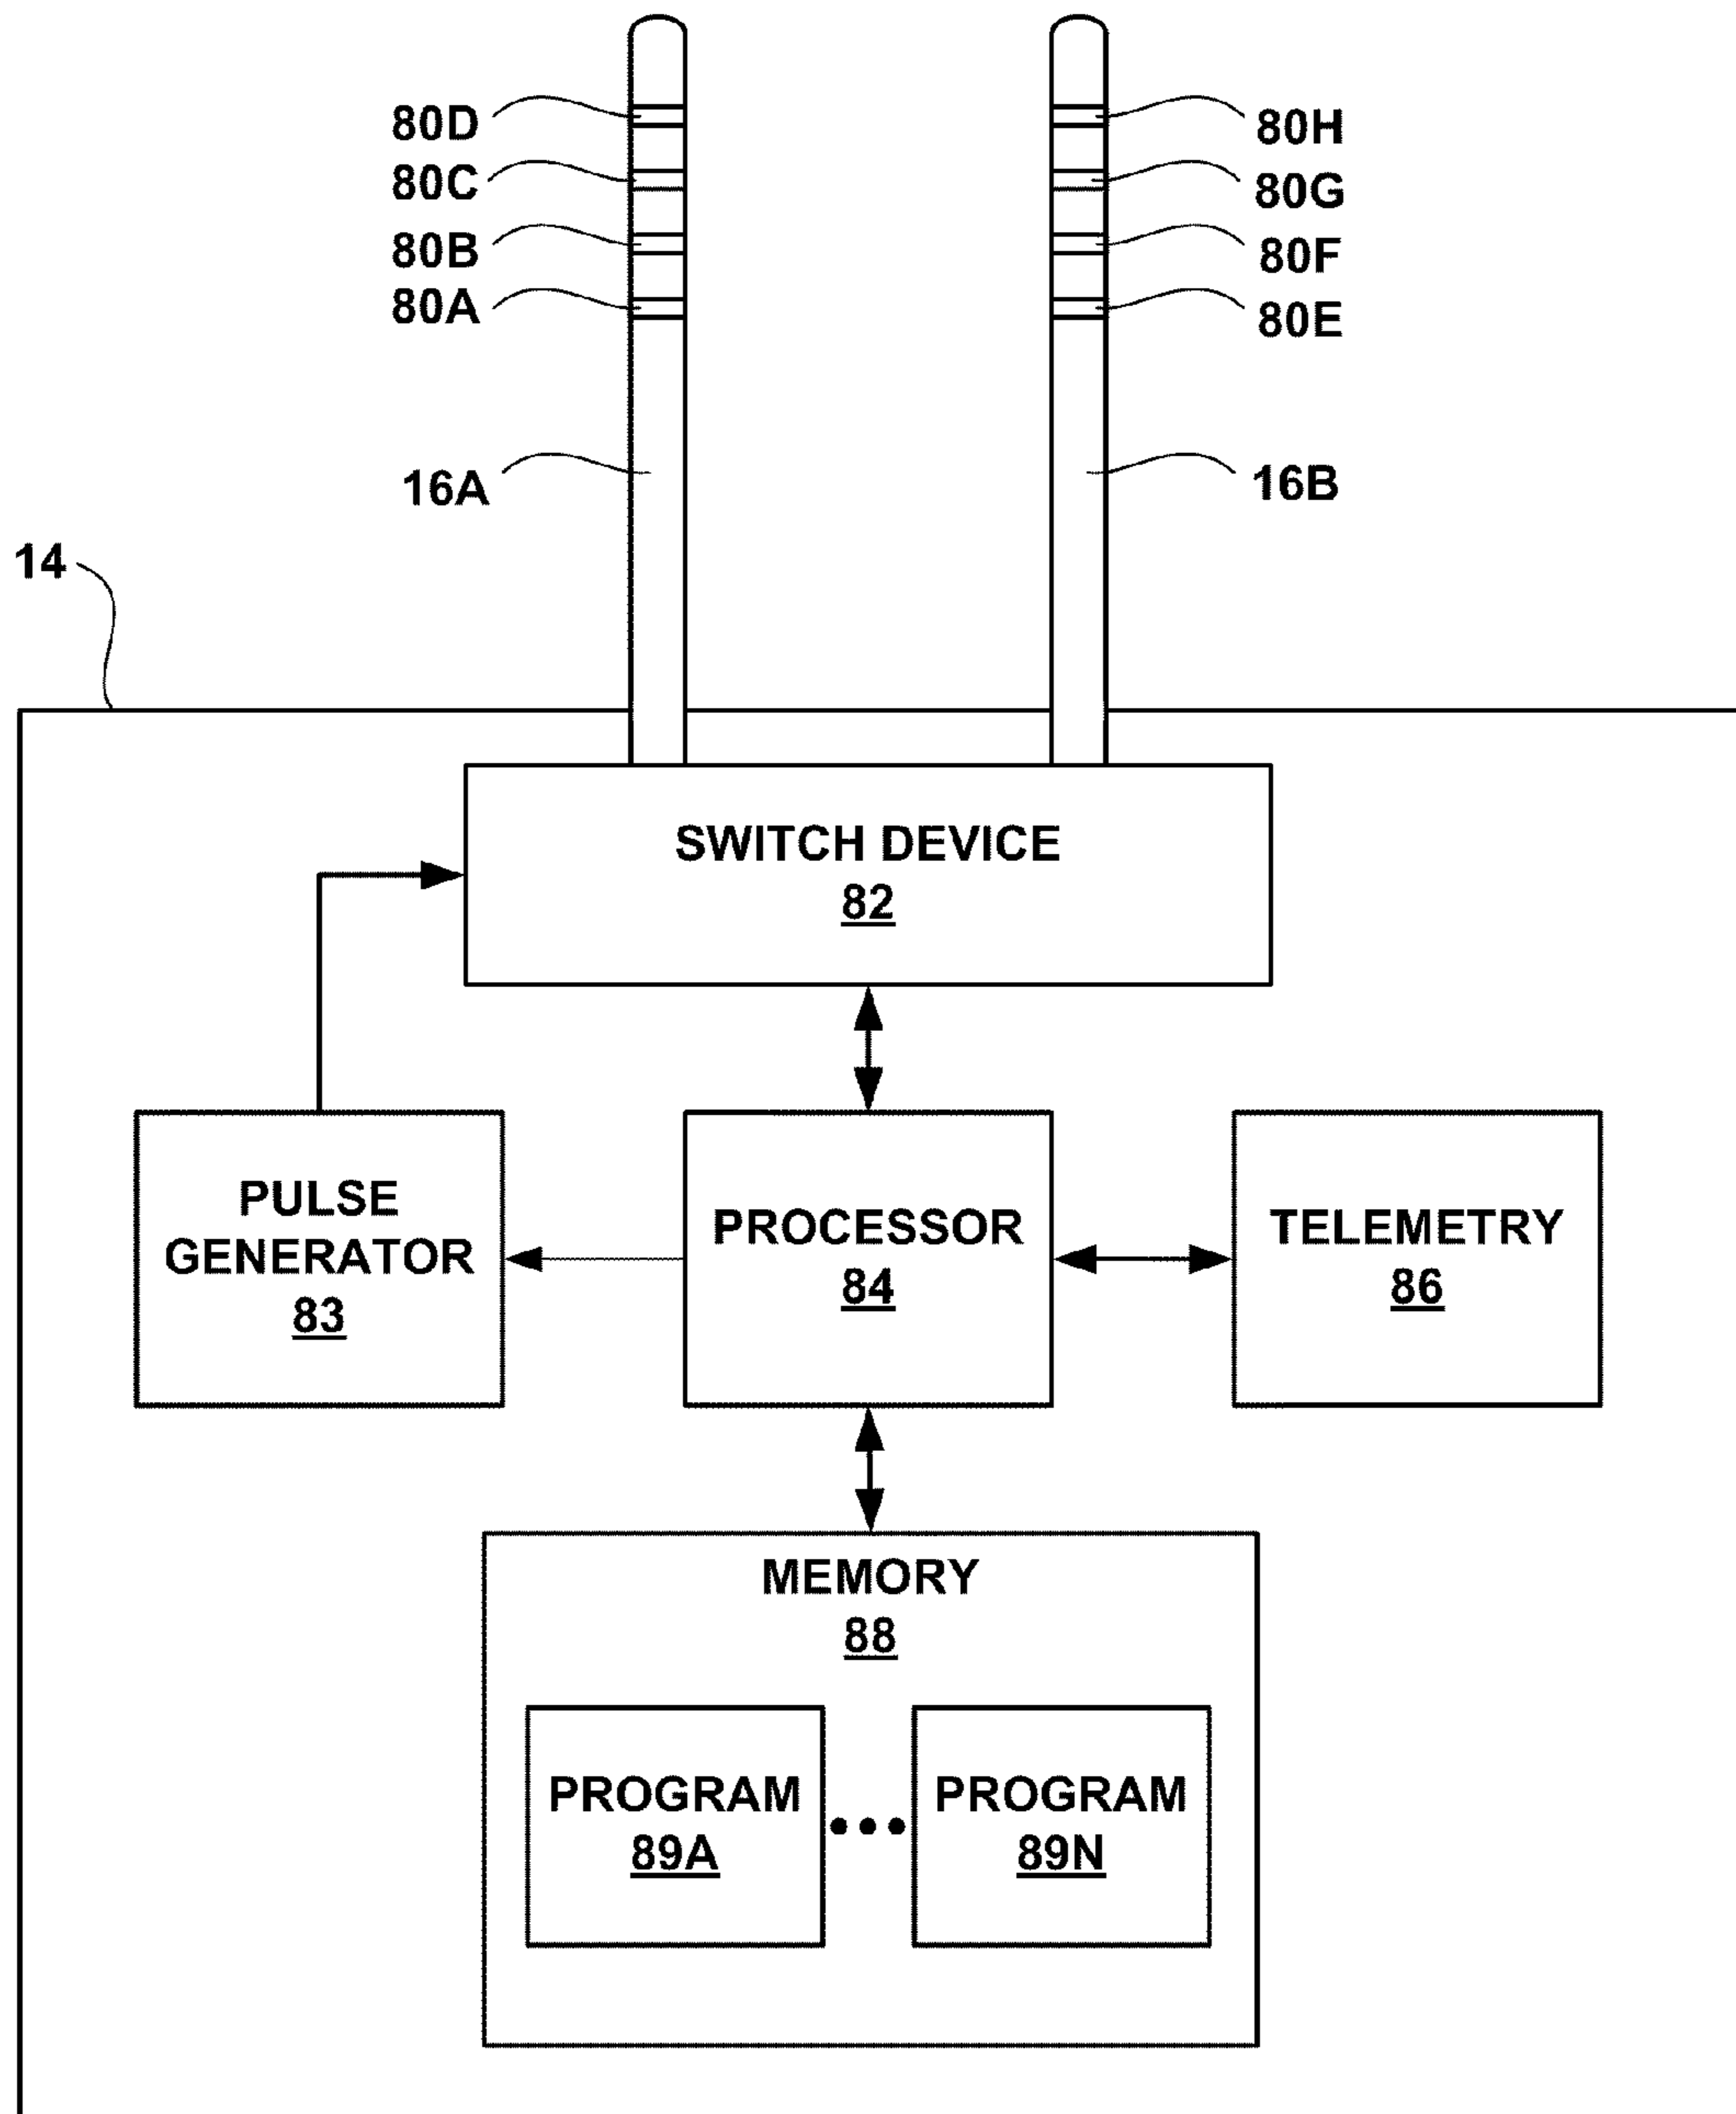 80D
80H
80C
80G
80B
80F
80A
80E
16A
16B
14
SWITCH DEVICE
82
PULSE
GENERATOR
83
PROCESSOR
84
TELEMETRY
86
MEMORY
88
PROGRAM
89A
•••
PROGRAM
89N